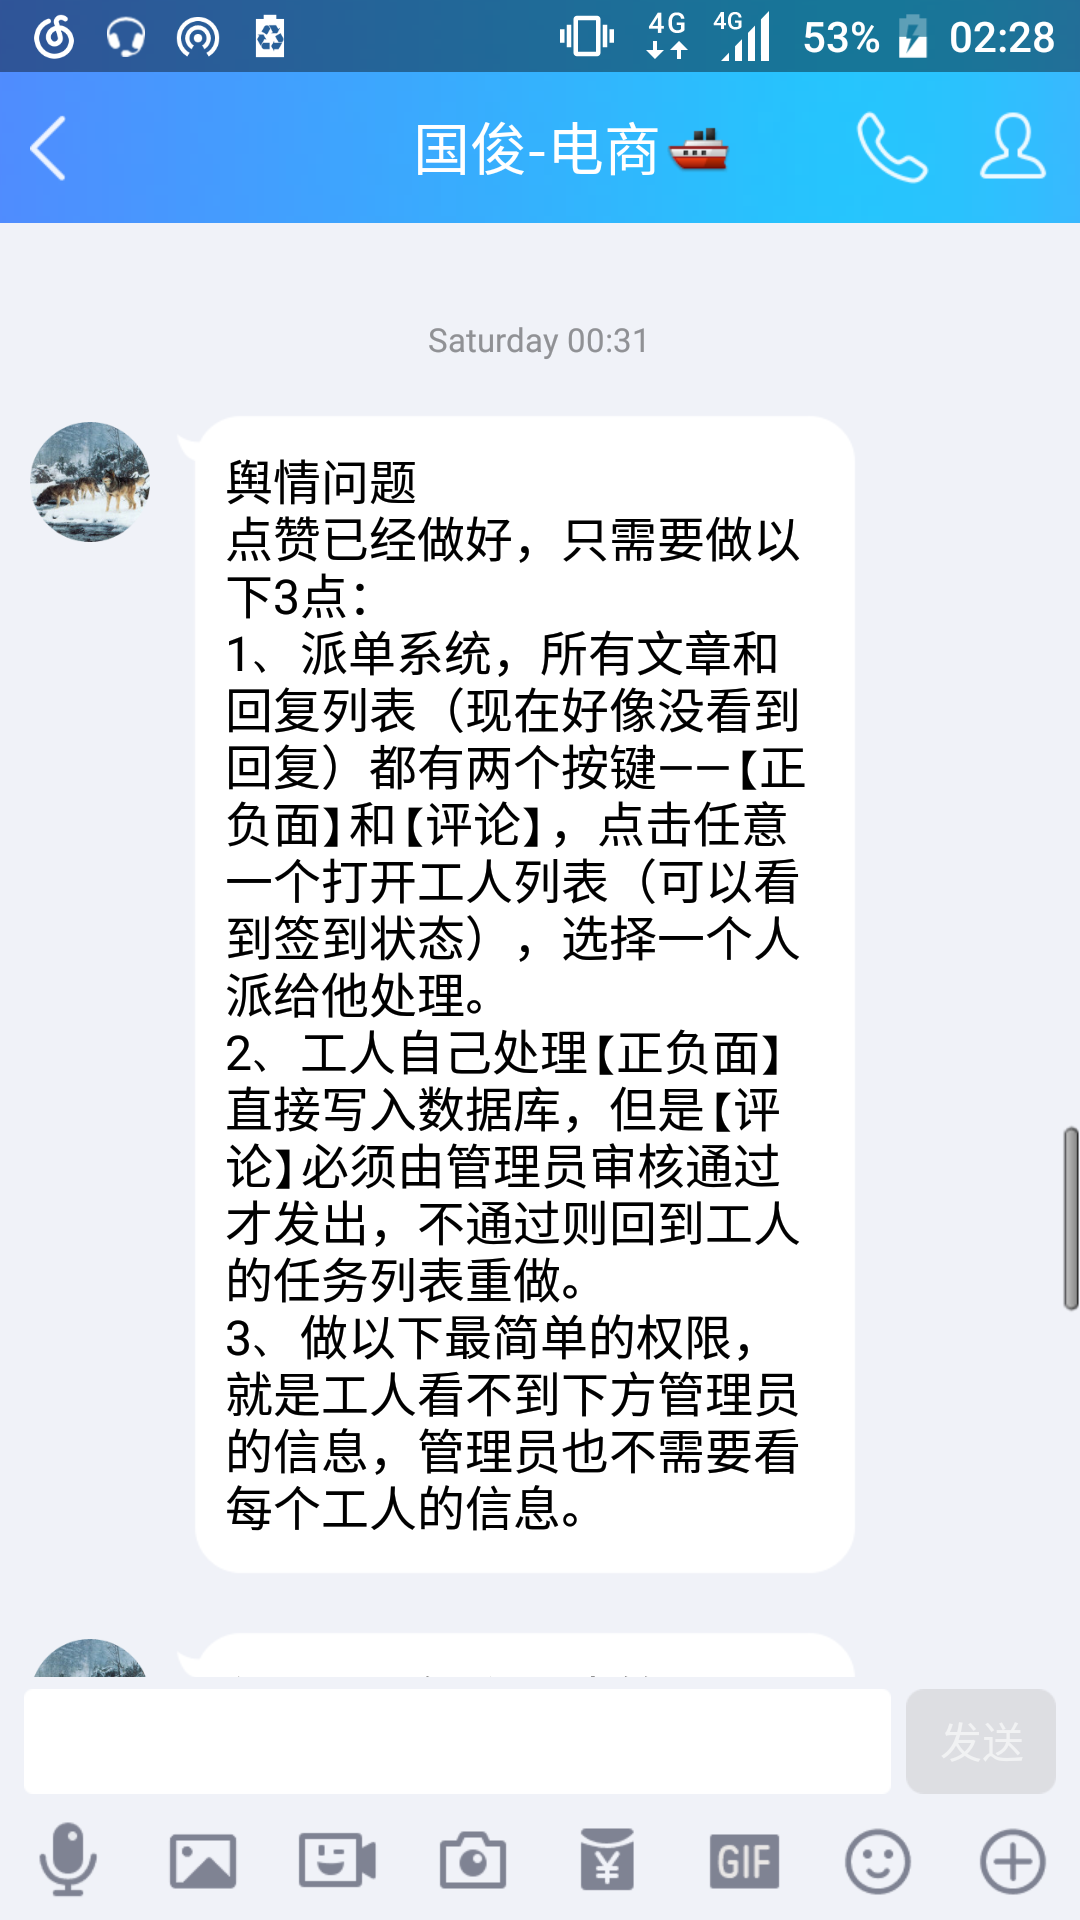 4G 4G 53% 02:28
国俊-电商
Saturday 00:31
舆情问题
点赞已经做好，只需要做以
下3点：
1、派单系统，所有文章和
回复列表（现在好像没看到
回复）都有两个按键——【正
负面】和【评论】，点击任意
一个打开工人列表（可以看
到签到状态），选择一个人
派给他处理。
2、工人自己处理【正负面】
直接写入数据库，但是【评
论】必须由管理员审核通过
才发出，不通过则回到工人
的任务列表重做。
3、做以下最简单的权限，
就是工人看不到下方管理员
的信息，管理员也不需要看
每个工人的信息。
发送
GIF